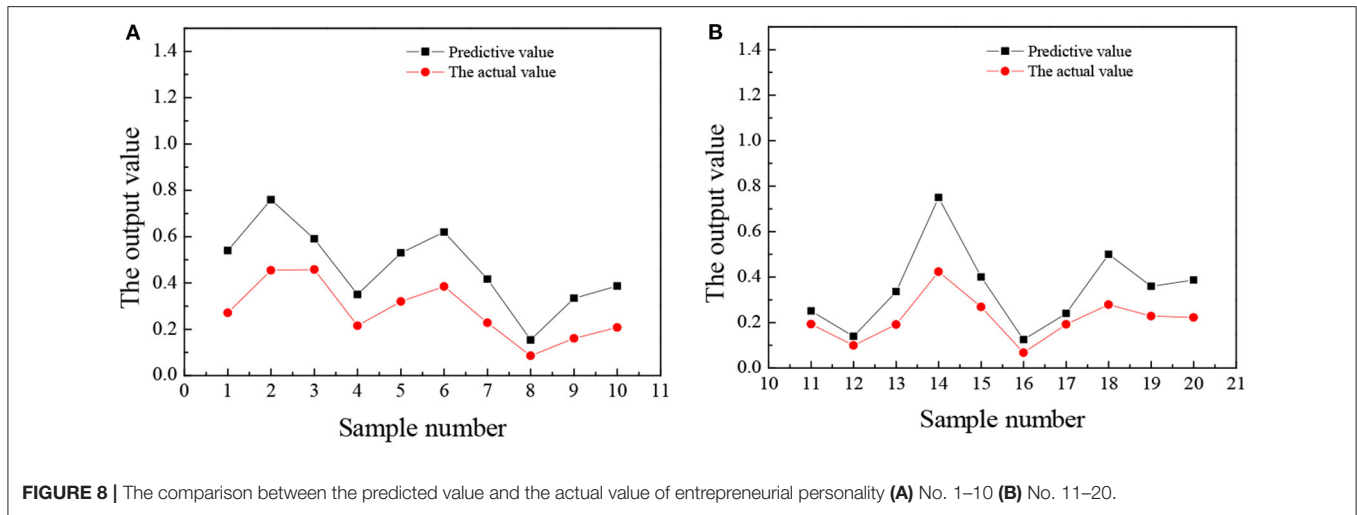 A
Predictive value
The actual value
The output value
1.4
1.2
1.0
0.8
0.6
0.4
0.2
0.0
1 2 3 4 5 6 7 8 9 10 11
Sample number
B
Predictive value
The actual value
The output value
1.4
1.2
1.0
0.8
0.6
0.4
0.2
0.0
10 11 12 13 14 15 16 17 18 19 20 21
Sample number
FIGURE 8 | The comparison between the predicted value and the actual value of entrepreneurial personality (A) No. 1–10 (B) No. 11–20.